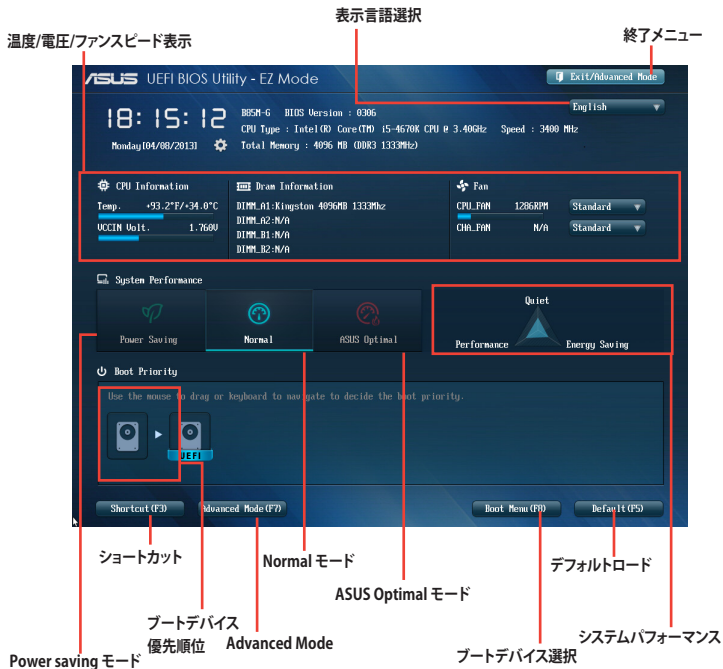 表示言語選択
温度/電圧/ファンスピード表示
終了メニュー
ASUS UEFI BIOS Utility - EZ Mode
Exit/Advanced Mode
English
18:15:12
Monday[04/08/2013]
B85M-G BIOS Version : 0306
CPU Type : Intel(R) Core(TM) i5-4670K CPU @ 3.40GHz Speed : 3400 MHz
Total Memory : 4096 MB (DDR3 1333MHz)
CPU Information
Temp. +93.2°F/+34.0°C
VCCIN Volt. 1.760V
Dram Information
DIMM_A1:Kingston 4096MB 1333Mhz
DIMM_A2:N/A
DIMM_B1:N/A
DIMM_B2:N/A
Fan
CPU_FAN 1286RPM Standard
CHA_FAN N/A Standard
System Performance
Power Saving
Normal
ASUS Optimal
Quiet
Performance
Energy Saving
Boot Priority
Use the mouse to drag or keyboard to navigate to decide the boot priority.
UEFI
Shortcut(F3)
Advanced Mode(F7)
Boot Menu(F8)
Default(F5)
ショートカット
Normal モード
デフォルトロード
ASUS Optimal モード
ブートデバイス
優先順位
Advanced Mode
システムパフォーマンス
Power saving モード
ブートデバイス選択